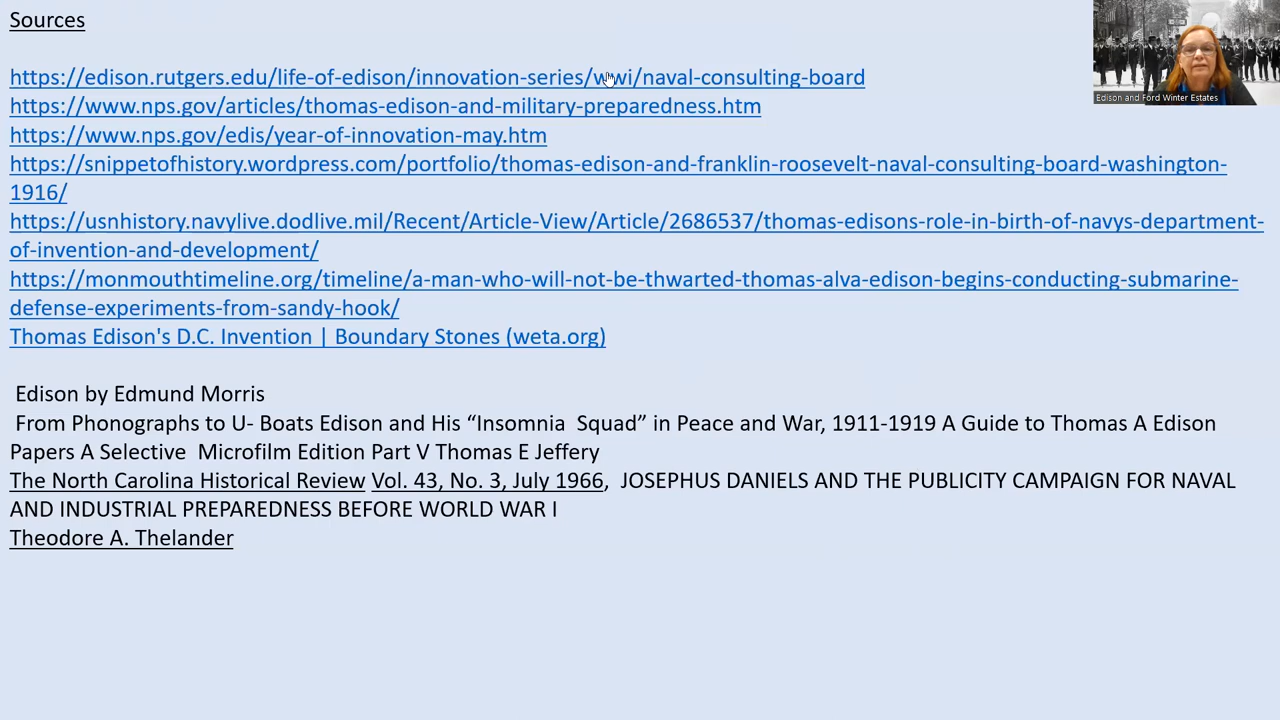 Sources
https://edison.rutgers.edu/life-of-edison/innovation-series/wwi/naval-consulting-board
https://www.nps.gov/articles/thomas-edison-and-military-preparedness.htm
https://www.nps.gov/edis/year-of-innovation-may.htm
https://snippetofhistory.wordpress.com/portfolio/thomas-edison-and-franklin-roosevelt-naval-consulting-board-washington-
1916/
https://usnhistory.navylive.dodlive.mil/Recent/Article-View/Article/2686537/thomas-edisons-role-in-birth-of-navys-department-
of-invention-and-development/
https://monmouthtimeline.org/timeline/a-man-who-will-not-be-thwarted-thomas-alva-edison-begins-conducting-submarine-
defense-experiments-from-sandy-hook/
Thomas Edison's D.C. Invention | Boundary Stones (weta.org)
Edison by Edmund Morris
From Phonographs to U- Boats Edison and His “Insomnia Squad” in Peace and War, 1911-1919 A Guide to Thomas A Edison
Papers A Selective Microfilm Edition Part V Thomas E Jeffery
The North Carolina Historical Review Vol. 43, No. 3, July 1966, JOSEPHUS DANIELS AND THE PUBLICITY CAMPAIGN FOR NAVAL
AND INDUSTRIAL PREPAREDNESS BEFORE WORLD WAR I
Theodore A. Thelander
Edison and Ford Winter Estates